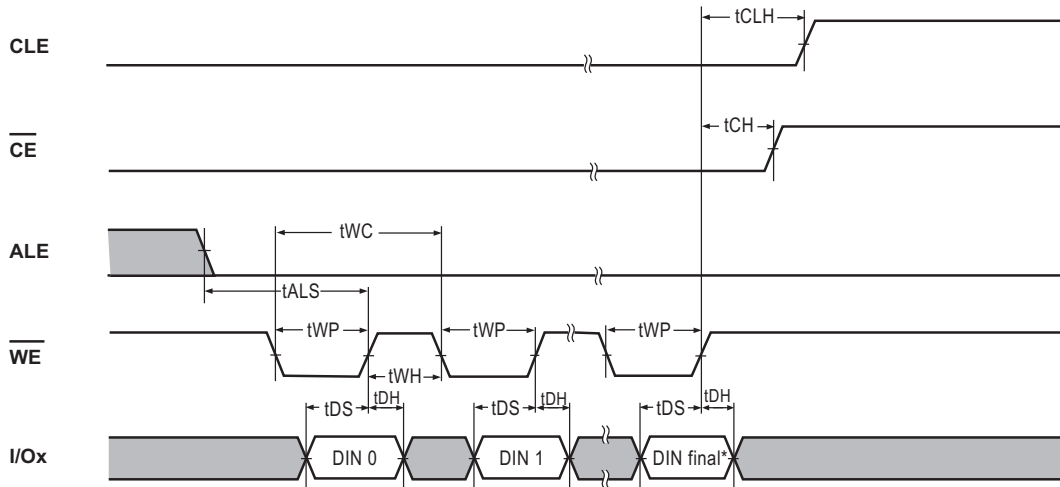 CLE
tCLH
CE
tCH
ALE
tWC
tALS
WE
tWP
tWP
tWP
tWH
tDS
tDH
tDS
tDH
tDS
tDH
I/Ox
DIN 0
DIN 1
DIN final*